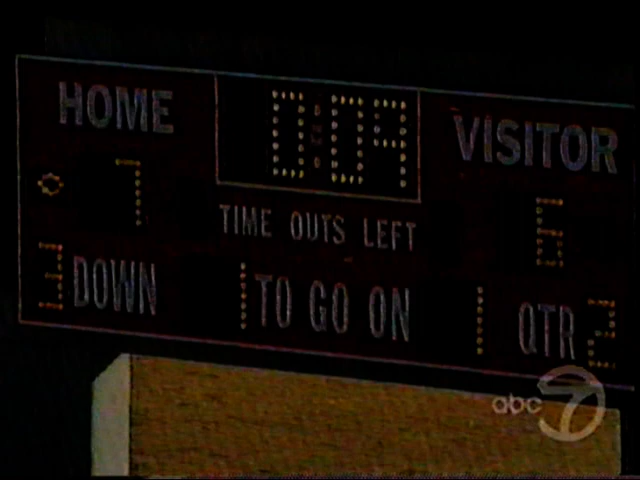 HOME 0:04 VISITOR
7 6
TIME OUTS LEFT
3 DOWN 1 TO GO ON 1 QTR 2
abc 7